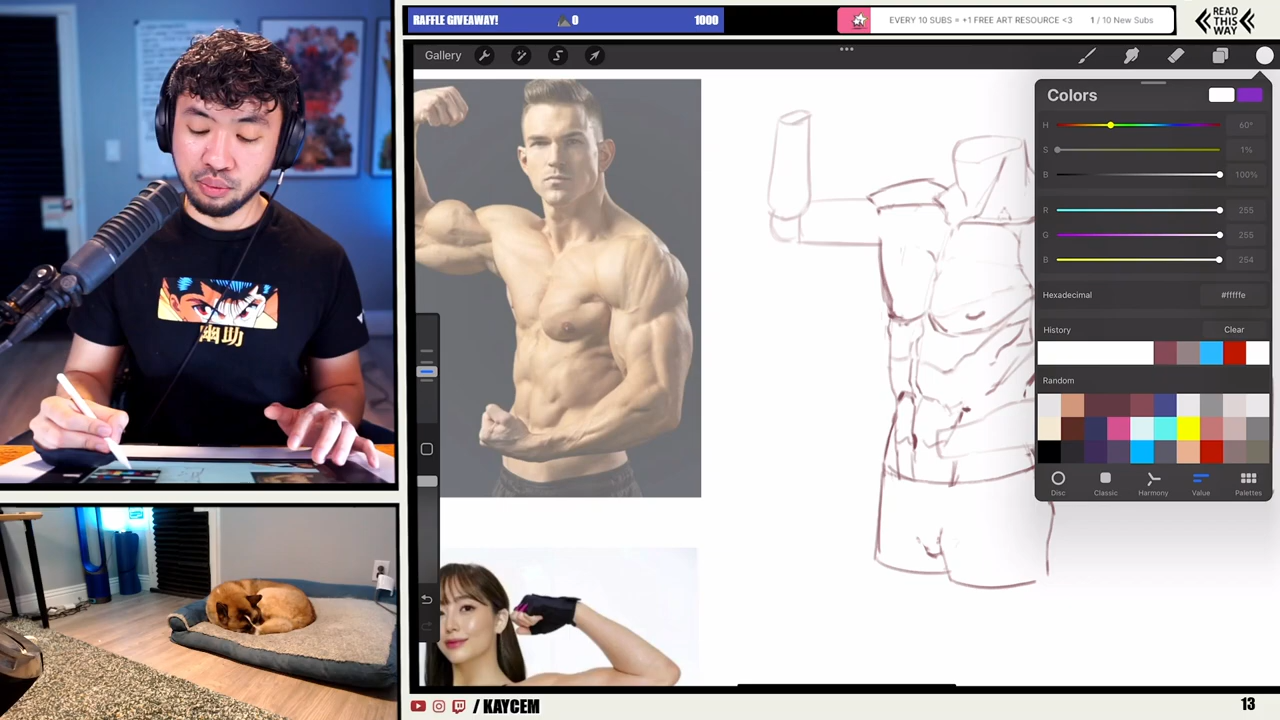 RAFFLE GIVEAWAY!
0
1000
EVERY 10 SUBS = +1 FREE ART RESOURCE <3
1 / 10 New Subs
READ
THIS
WAY
Gallery
Colors
H
60°
S
1%
B
100%
R
255
G
255
B
254
Hexadecimal
#fffffe
History
Clear
Random
Disc
Classic
Harmony
Value
Palettes
幽助
/ KAYCEM
13